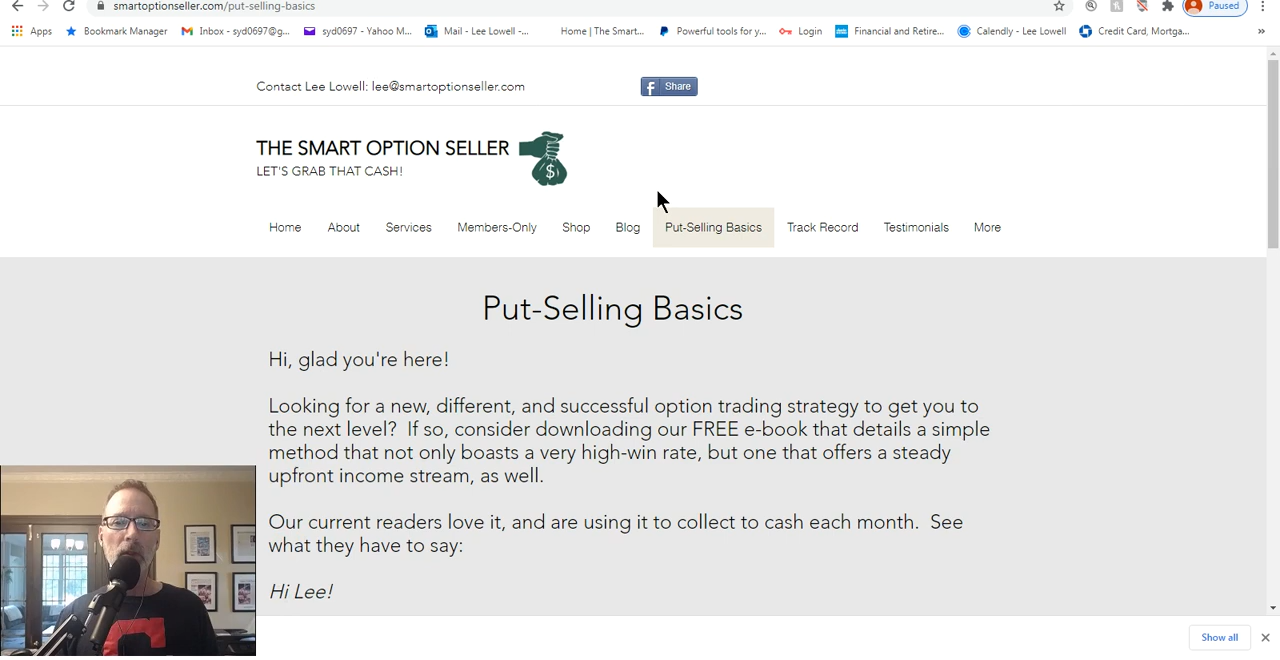 smartoptionseller.com/put-selling-basics
Paused
Apps
Bookmark Manager
Inbox - syd0697@g...
syd0697 - Yahoo M...
Mail - Lee Lowell -...
Home | The Smart...
Powerful tools for y...
Login
Financial and Retire...
Calendly - Lee Lowell
Credit Card, Mortga...
»
Contact Lee Lowell: lee@smartoptionseller.com
f Share
THE SMART OPTION SELLER
$
LET'S GRAB THAT CASH!
Home
About
Services
Members-Only
Shop
Blog
Put-Selling Basics
Track Record
Testimonials
More
Put-Selling Basics
Hi, glad you're here!
Looking for a new, different, and successful option trading strategy to get you to
the next level? If so, consider downloading our FREE e-book that details a simple
method that not only boasts a very high-win rate, but one that offers a steady
upfront income stream, as well.
Our current readers love it, and are using it to collect to cash each month. See
what they have to say:
Hi Lee!
C
Show all